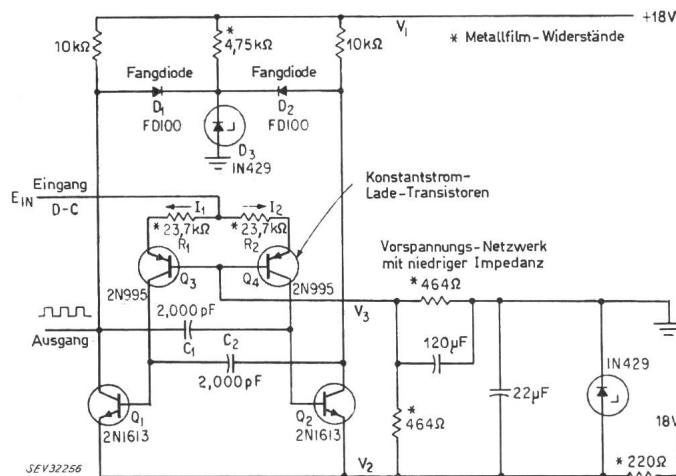 +18V
V1
10kΩ
*
4,75kΩ
10kΩ
* Metallfilm-Widerstände
Fangdiode
Fangdiode
D1
FD100
D2
FD100
D3
IN429
Eingang
EIN
D-C
Konstantstrom-
Lade-Transistoren
I1
I2
*23,7kΩ
*23,7kΩ
R1
R2
Vorspannungs-Netzwerk
mit niedriger Impedanz
Q3
Q4
*464Ω
2N995
2N995
V3
2,000pF
Ausgang
C1
C2
2,000pF
120µF
IN429
22µF
Q1
Q2
*464Ω
2N1613
2N1613
18V
SEV32256
V2
*220Ω